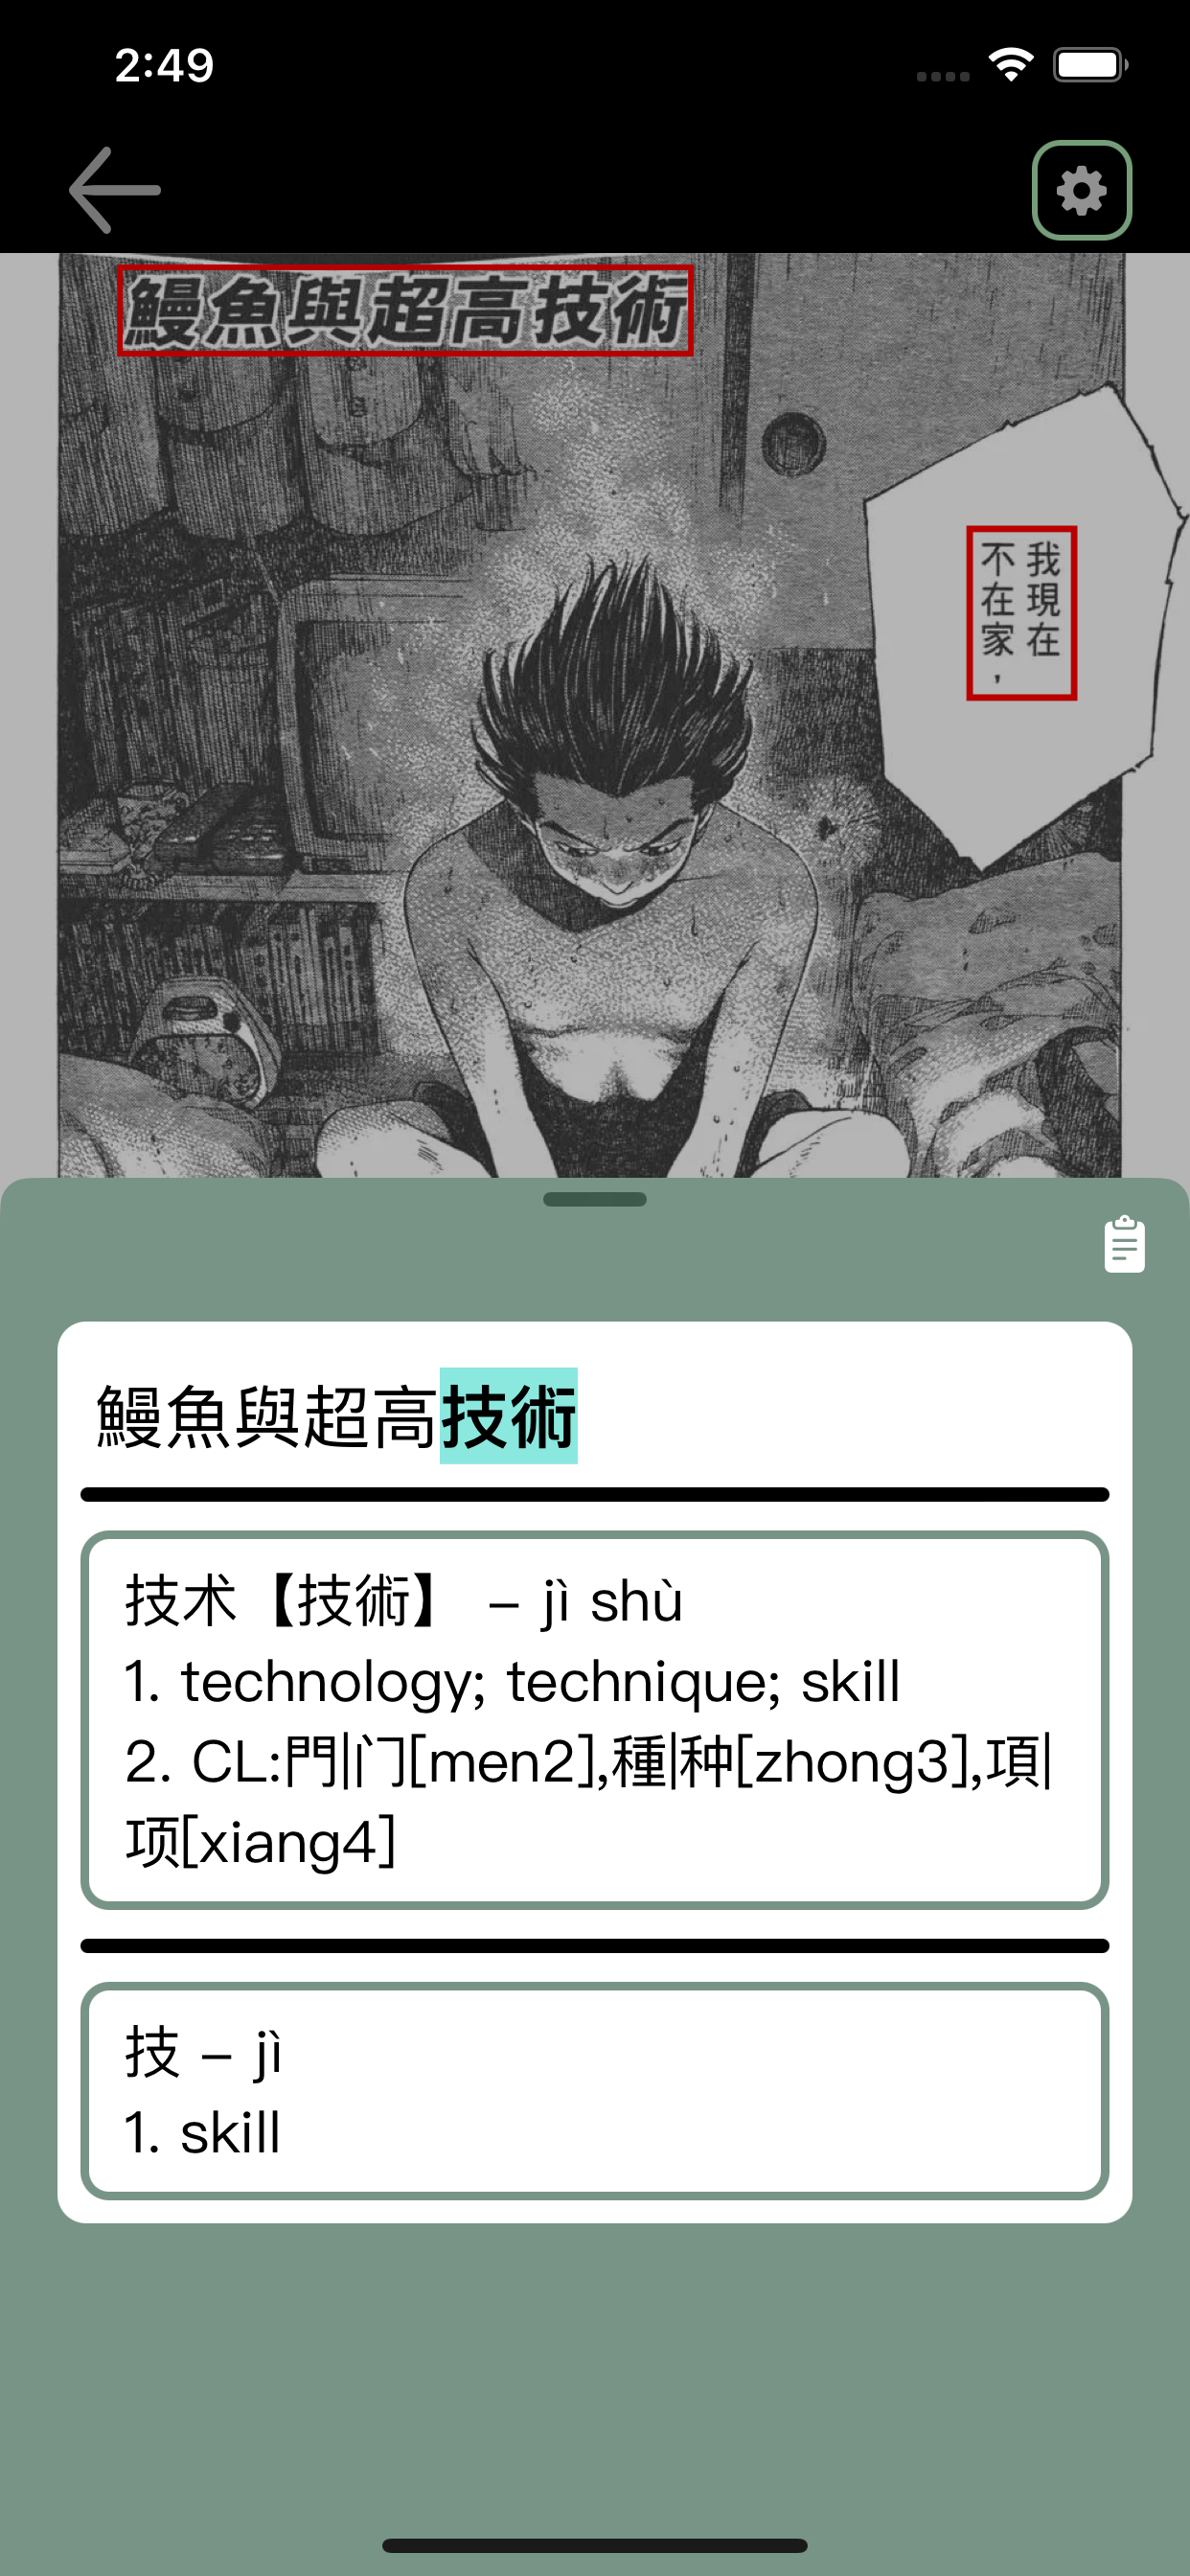 2:49
鰻魚與超高技術
我現在
不在家，
鰻魚與超高技術
技术【技術】 – jì shù
1. technology; technique; skill
2. CL:門|门[men2],種|种[zhong3],項|
项[xiang4]
技 – jì
1. skill